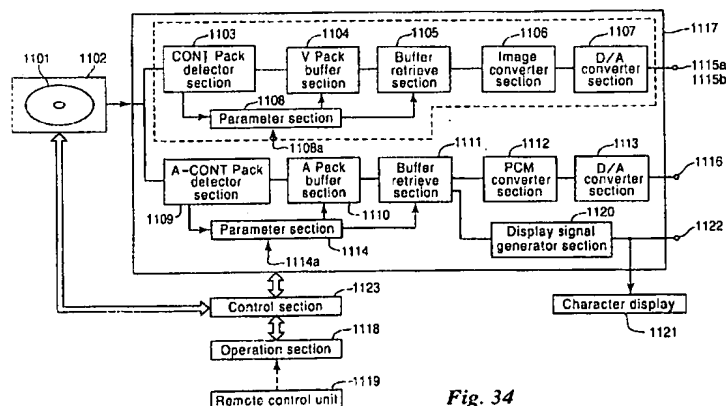 1101
1102
1103
1104
1105
1106
1107
1117
CONT Pack
detector
section
V Pack
buffer
section
Buffer
retrieve
section
Image
converter
section
D/A
converter
section
1115a
1115b
1108
Parameter section
1108a
1111
1112
1113
A-CONT Pack
detector
section
A Pack
buffer
section
Buffer
retrieve
section
PCM
converter
section
D/A
converter
section
1116
1109
1110
1120
Parameter section
1114
Display signal
generator section
1122
1114a
1123
Control section
Character display
1121
1118
Operation section
1119
Remote control unit
Fig. 34